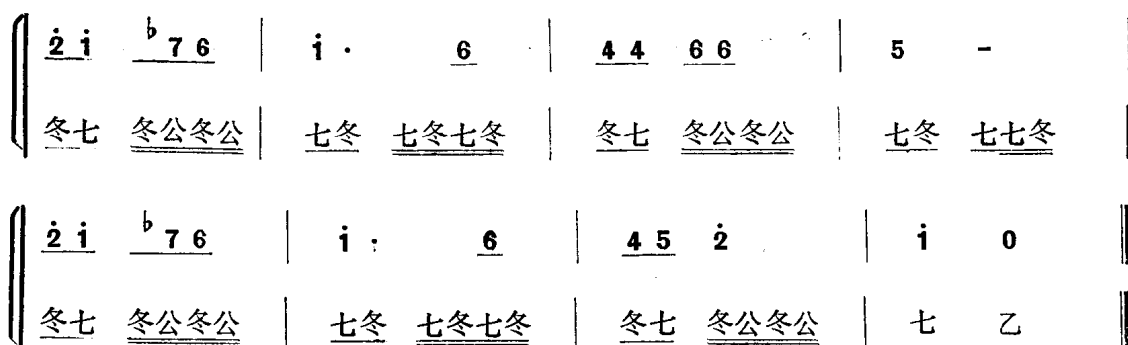 2̇ 1̇ ♭7 6 | 1̇ · 6 | 4 4 6 6 | 5 - |
冬七 冬公冬公 | 七冬 七冬七冬 | 冬七 冬公冬公 | 七冬 七七冬 |
2̇ 1̇ ♭7 6 | 1̇ · 6 | 4 5 2̇ | 1̇ 0 ‖
冬七 冬公冬公 | 七冬 七冬七冬 | 冬七 冬公冬公 | 七 乙 ‖